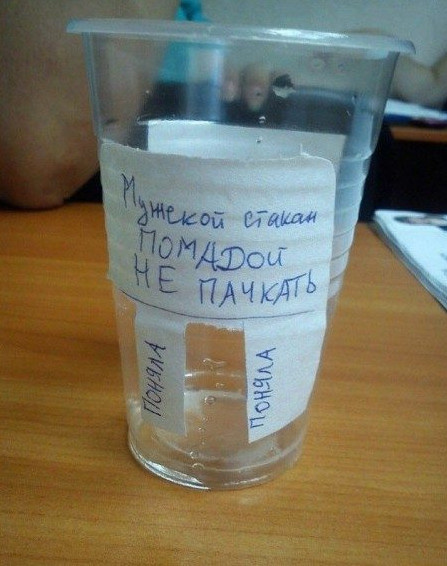 Мужской стакан
ПОМАДОЙ
НЕ ПАЧКАТЬ
ПОНЯЛА
ПОНЯЛА